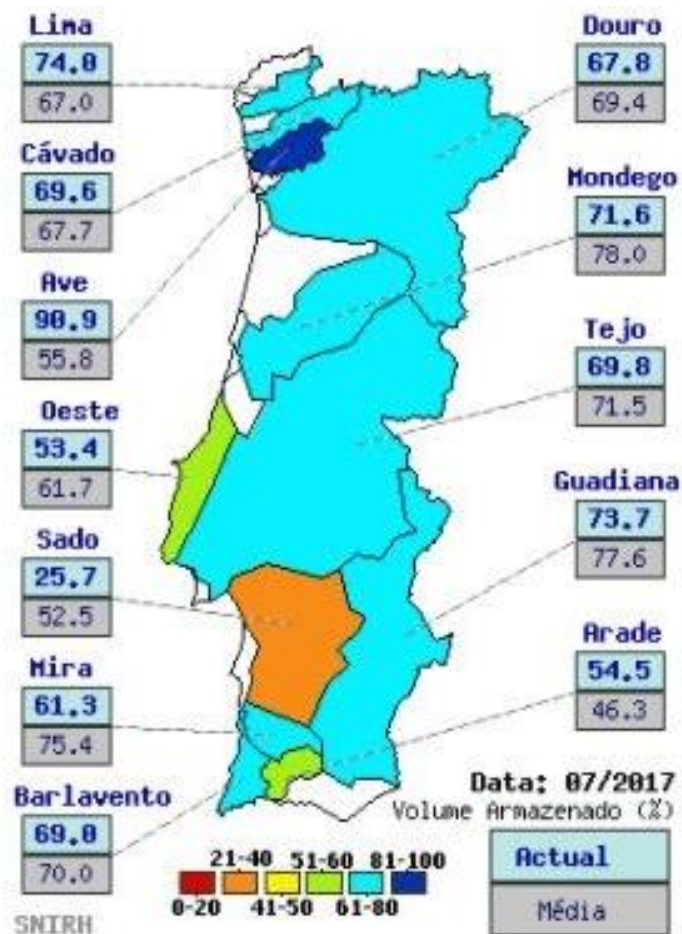 Lima
74.0
67.0
Cávado
69.6
67.7
Ave
90.9
55.8
Oeste
53.4
61.7
Sado
25.7
52.5
Mira
61.3
75.4
Barlavento
69.0
70.0
Douro
67.8
69.4
Mondego
71.6
78.0
Tejo
69.8
71.5
Guadiana
73.7
77.6
Arade
54.5
46.3
Data: 07/2017
Volume Armazenado (%)
Actual
Média
21-40 51-60 81-100
0-20 41-50 61-80
SNIRH